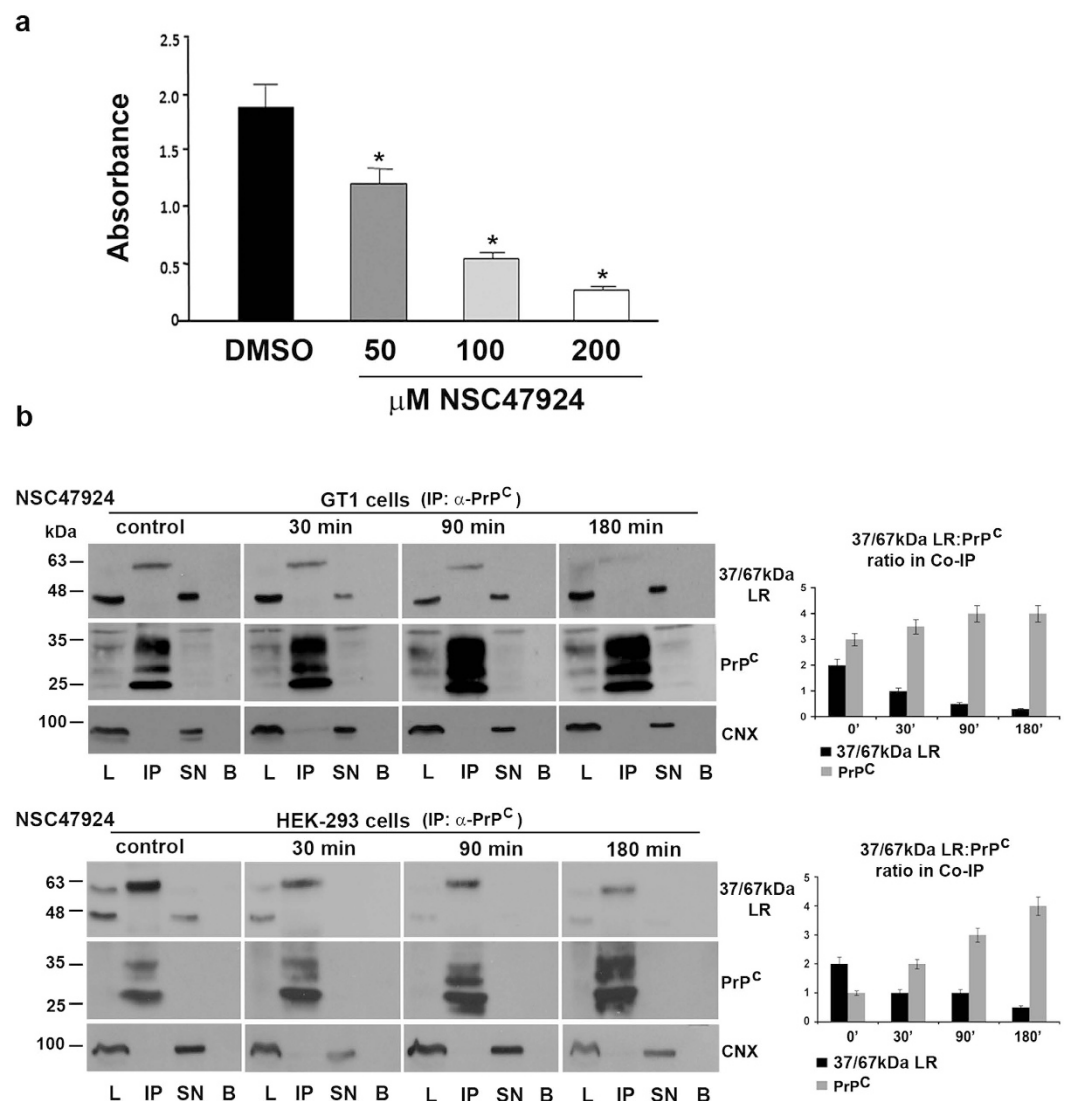 a
Absorbance
2.5
2.0
1.5
1.0
0.5
0
*
*
*
DMSO 50 100 200
μM NSC47924
b
NSC47924
GT1 cells (IP: α-PrPᶜ)
kDa control 30 min 90 min 180 min
63
48
37/67kDa LR
35
25
PrPᶜ
100
CNX
L IP SN B L IP SN B L IP SN B L IP SN B
37/67kDa LR:PrPᶜ
ratio in Co-IP
5
4
3
2
1
0
0' 30' 90' 180'
37/67kDa LR
PrPᶜ
NSC47924
HEK-293 cells (IP: α-PrPᶜ)
control 30 min 90 min 180 min
63
48
37/67kDa LR
35
25
PrPᶜ
100
CNX
L IP SN B L IP SN B L IP SN B L IP SN B
37/67kDa LR:PrPᶜ
ratio in Co-IP
5
4
3
2
1
0
0' 30' 90' 180'
37/67kDa LR
PrPᶜ